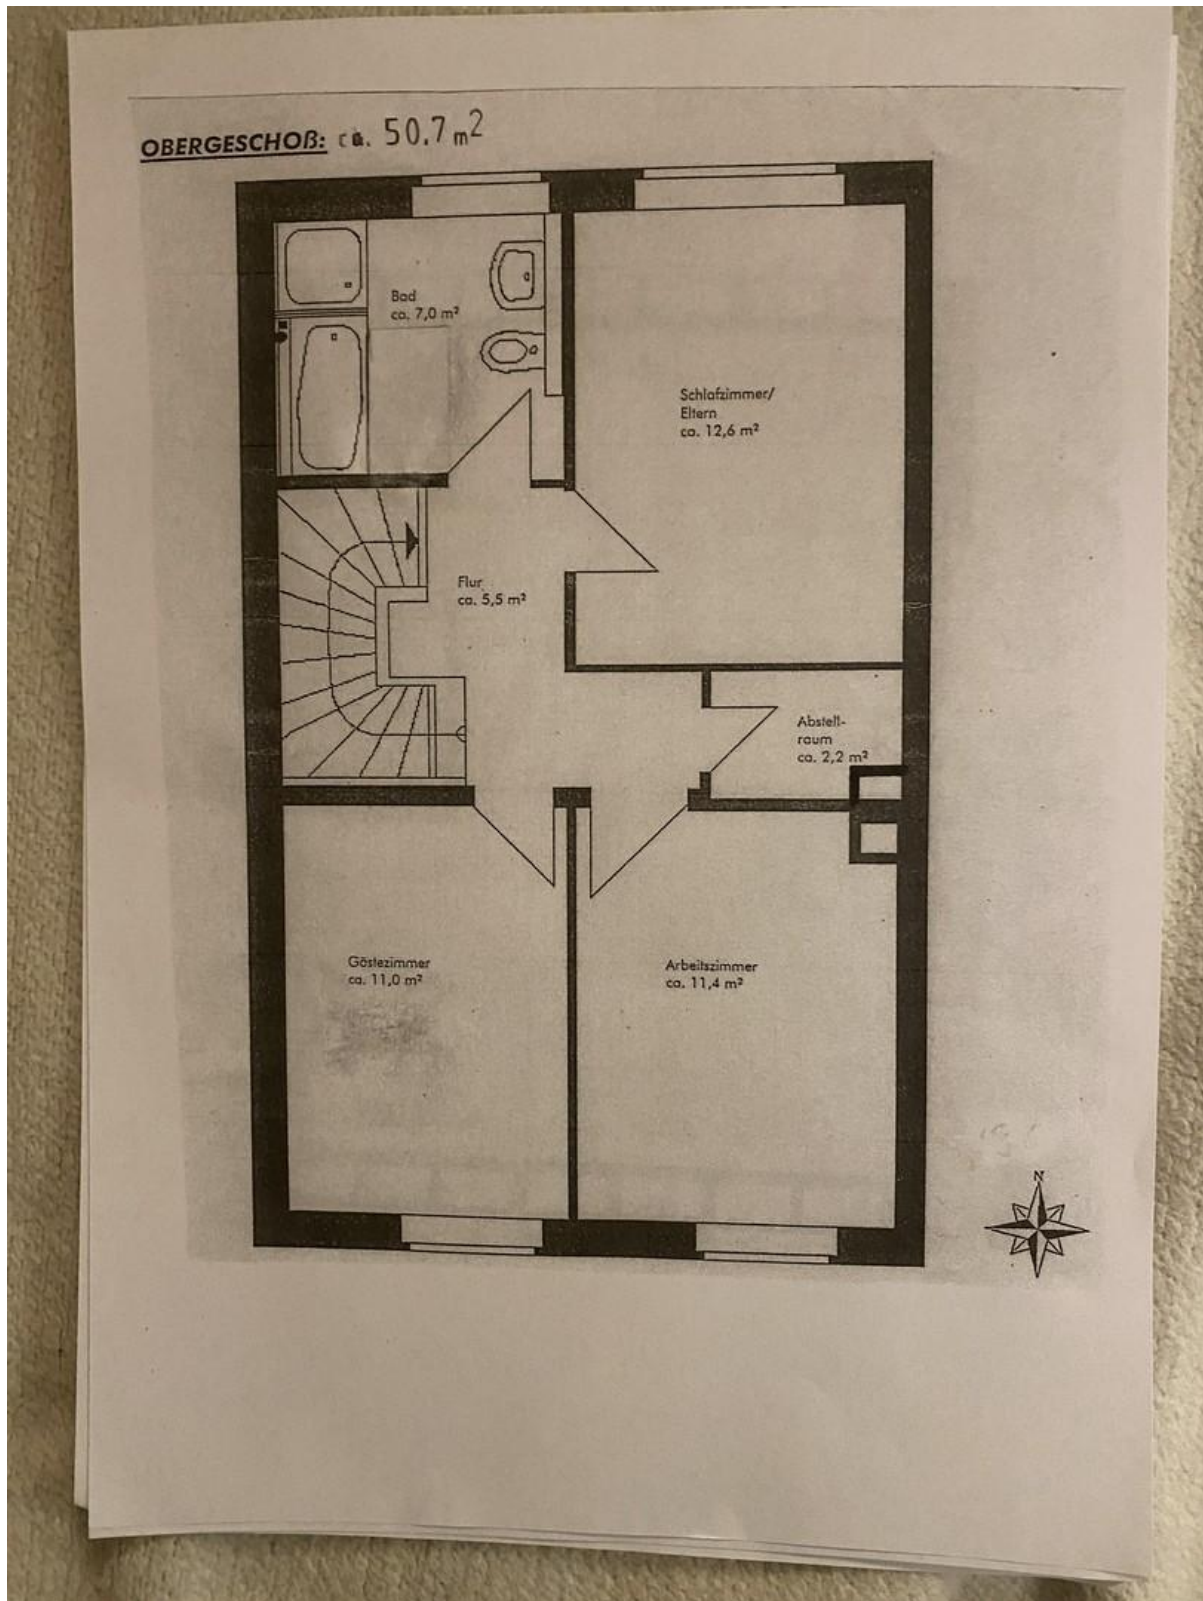 OBERGESCHOß: ca. 50.7 m²
Bad
ca. 7,0 m²
Schlafzimmer/
Eltern
ca. 12,6 m²
Flur
ca. 5,5 m²
Abstell-
raum
ca. 2,2 m²
Gästezimmer
ca. 11,0 m²
Arbeitszimmer
ca. 11,4 m²
N